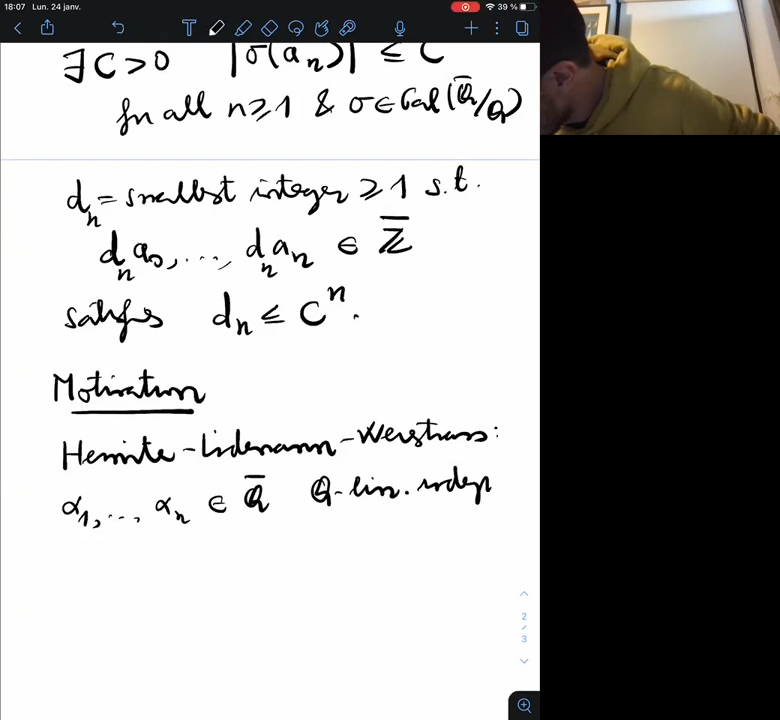 18:07 Lun. 24 janv.
39 %
∃ C > 0 |σ(a_n)| ≤ C
for all n ≥ 1 & σ ∈ Gal(Q̅/Q)
d_n = smallest integer ≥ 1 s.t.
d_n a_0, ..., d_n a_n ∈ Z̅
satisfies d_n ≤ C^n.
Motivation
Hermite-Lindemann-Weierstrass:
α_1, ..., α_n ∈ Q̅ Q-lin. indep
2
/
3